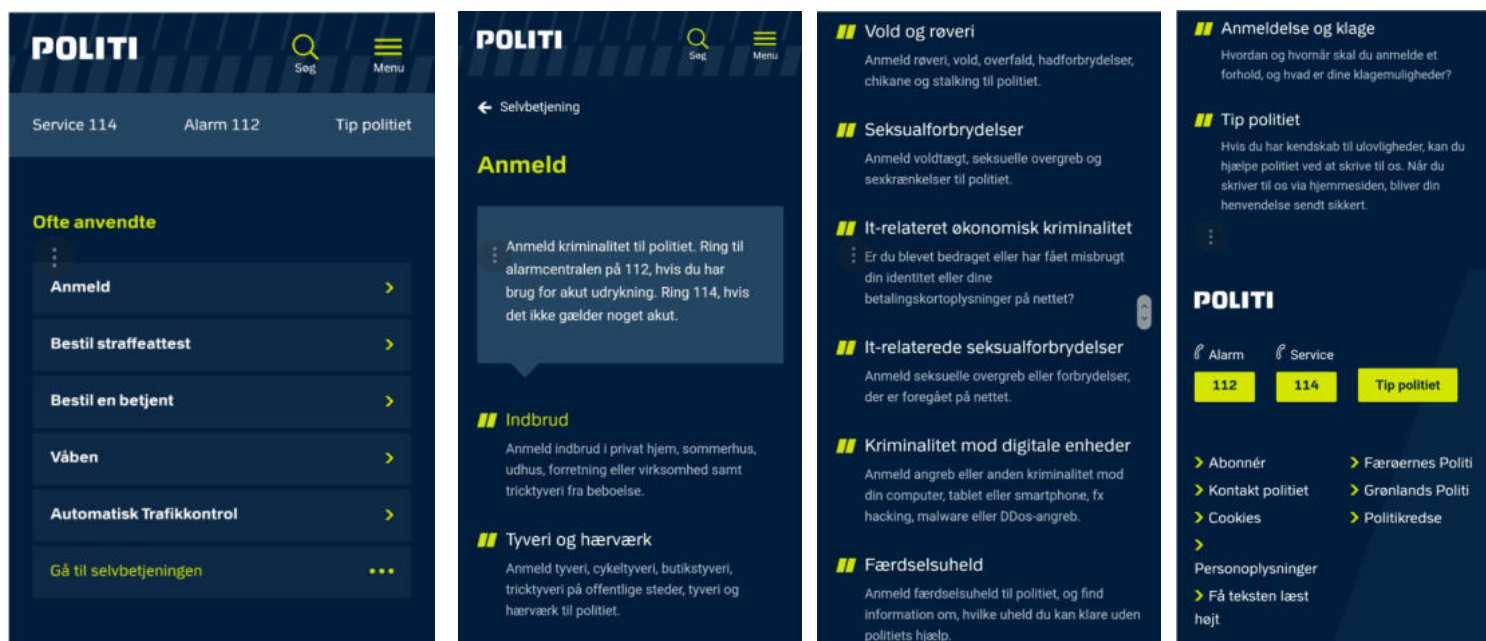 POLITI
Søg
Menu
Service 114
Alarm 112
Tip politiet
Ofte anvendte
Anmeld
Bestil straffeattest
Bestil en betjent
Våben
Automatisk Trafikkontrol
Gå til selvbetjeningen
POLITI
Søg
Menu
Selvbetjening
Anmeld
Anmeld kriminalitet til politiet. Ring til
alarmcentralen på 112, hvis du har
brug for akut udrykning. Ring 114, hvis
det ikke gælder noget akut.
Indbrud
Anmeld indbrud i privat hjem, sommerhus,
udhus, forretning eller virksomhed samt
tricktyveri fra beboelse.
Tyveri og hærværk
Anmeld tyveri, cykeltyveri, butikstyveri,
tricktyveri på offentlige steder, tyveri og
hærværk til politiet.
Vold og røveri
Anmeld røveri, vold, overfald, hadforbrydelser,
chikane og stalking til politiet.
Seksualforbrydelser
Anmeld voldtægt, seksuelle overgreb og
sexkrænkelser til politiet.
It-relateret økonomisk kriminalitet
Er du blevet bedraget eller har fået misbrugt
din identitet eller dine
betalingskortoplysninger på nettet?
It-relaterede seksualforbrydelser
Anmeld seksuelle overgreb eller forbrydelser,
der er foregået på nettet.
Kriminalitet mod digitale enheder
Anmeld angreb eller anden kriminalitet mod
din computer, tablet eller smartphone, fx
hacking, malware eller DDos-angreb.
Færdselsuheld
Anmeld færdselsuheld til politiet, og find
information om, hvilke uheld du kan klare uden
politiets hjælp.
Anmeldelse og klage
Hvordan og hvornår skal du anmelde et
forhold, og hvad er dine klagemuligheder?
Tip politiet
Hvis du har kendskab til ulovligheder, kan du
hjælpe politiet ved at skrive til os. Når du
skriver til os via hjemmesiden, bliver din
henvendelse sendt sikkert.
POLITI
Alarm
Service
112
114
Tip politiet
Abonnér
Færøernes Politi
Kontakt politiet
Grønlands Politi
Cookies
Politikredse
Personoplysninger
Få teksten læst
højt